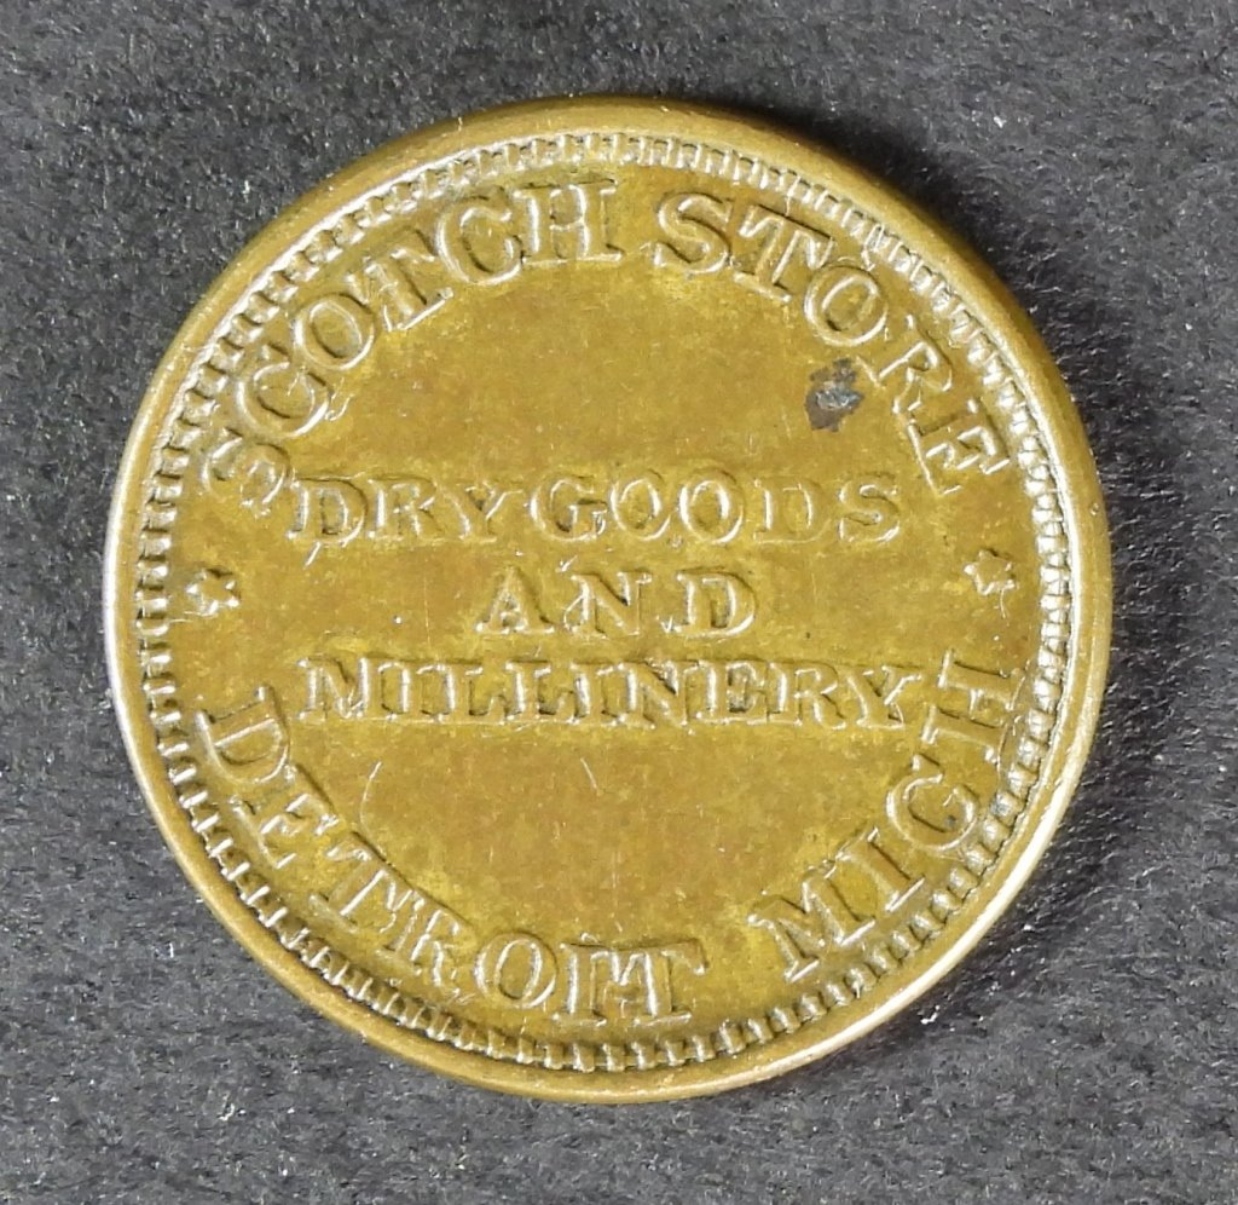 SCOTCH STORE
DRY GOODS
AND
MILLINERY
DETROIT MICH